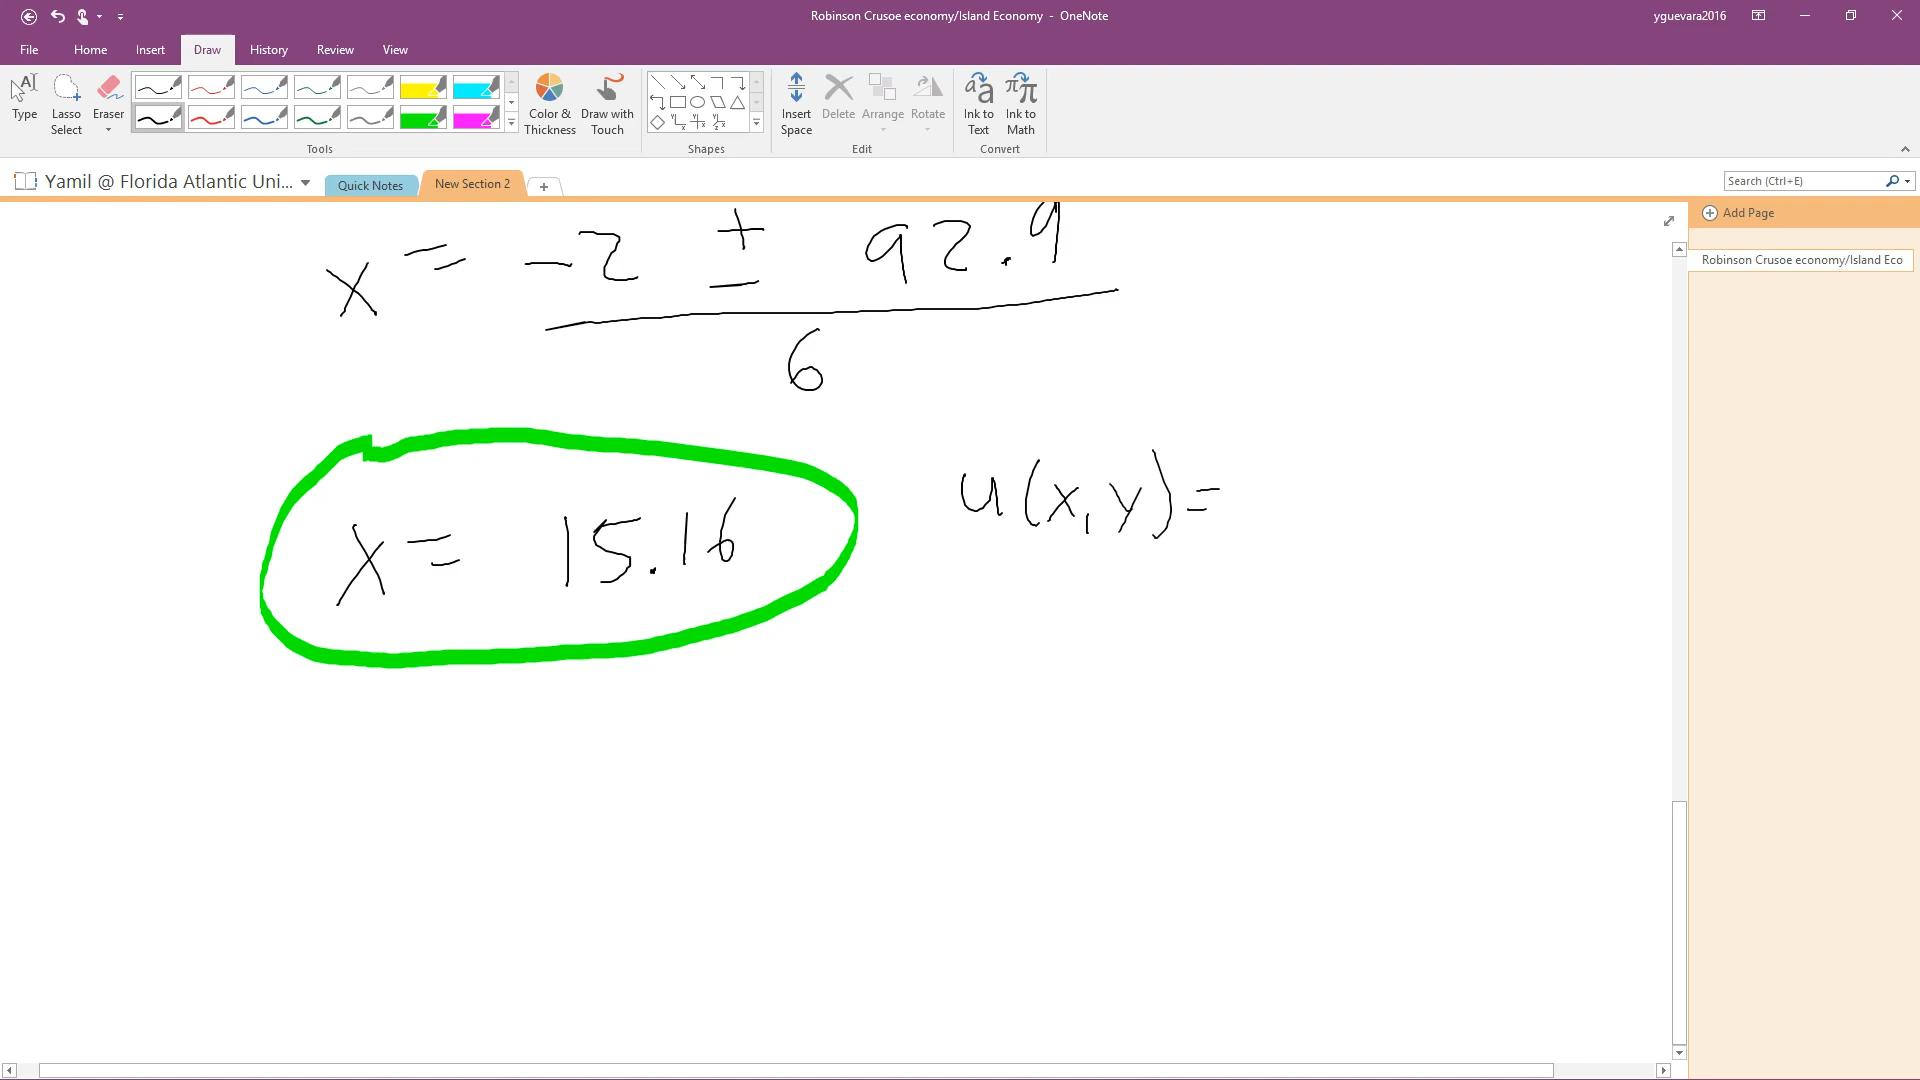 Robinson Crusoe economy/Island Economy - OneNote
yguevara2016
File Home Insert Draw History Review View
Type
Lasso Select
Eraser
Color & Thickness
Draw with Touch
Insert Space
Delete
Arrange
Rotate
Ink to Text
Ink to Math
Tools
Shapes
Edit
Convert
Yamil @ Florida Atlantic Uni...
Quick Notes
New Section 2
Search (Ctrl+E)
Add Page
Robinson Crusoe economy/Island Eco
x = -2 ± 92.9
6
x = 15.16
u(x,y)=